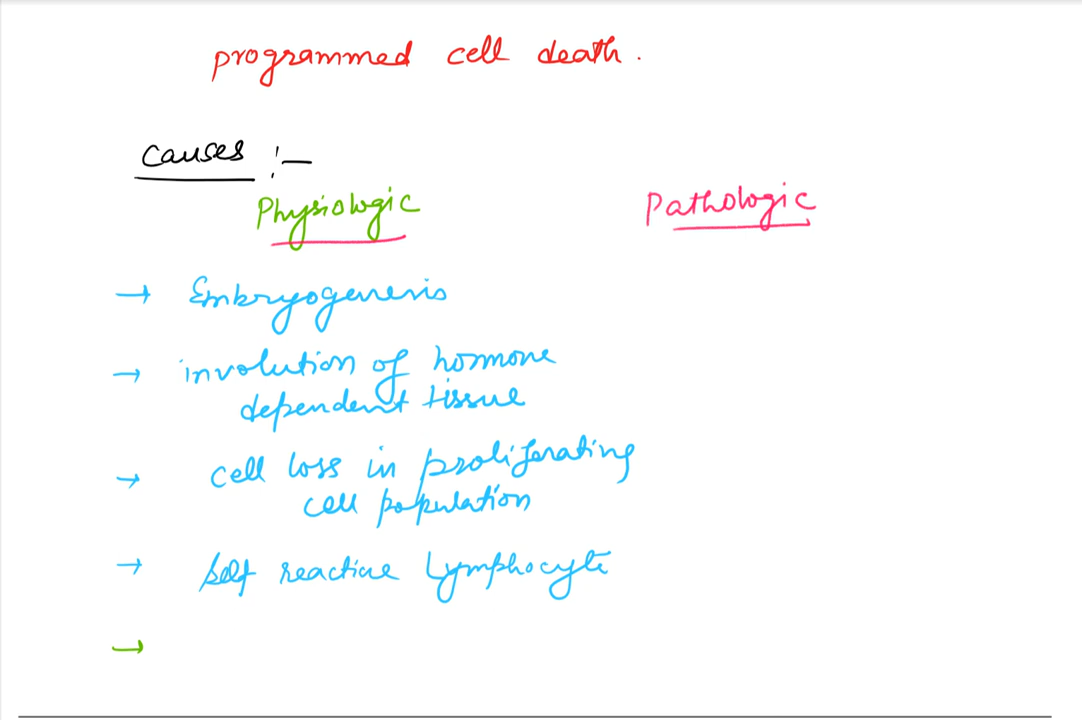 programmed cell death.
Causes :-
Physiologic Pathologic
→ Embryogenesis
→ involution of hormone
dependent tissue
→ cell loss in proliferating
cell population
→ self reactive lymphocyte
→